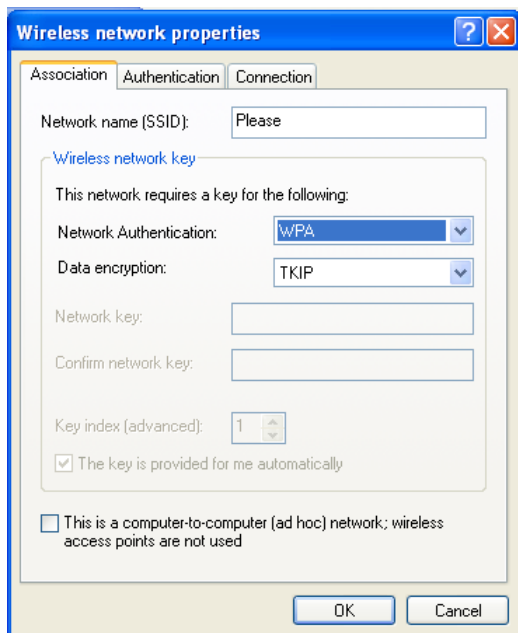 Wireless network properties
Association Authentication Connection
Network name (SSID): Please
Wireless network key
This network requires a key for the following:
Network Authentication: WPA
Data encryption: TKIP
Network key:
Confirm network key:
Key index (advanced): 1
The key is provided for me automatically
This is a computer-to-computer (ad hoc) network; wireless
access points are not used
OK Cancel